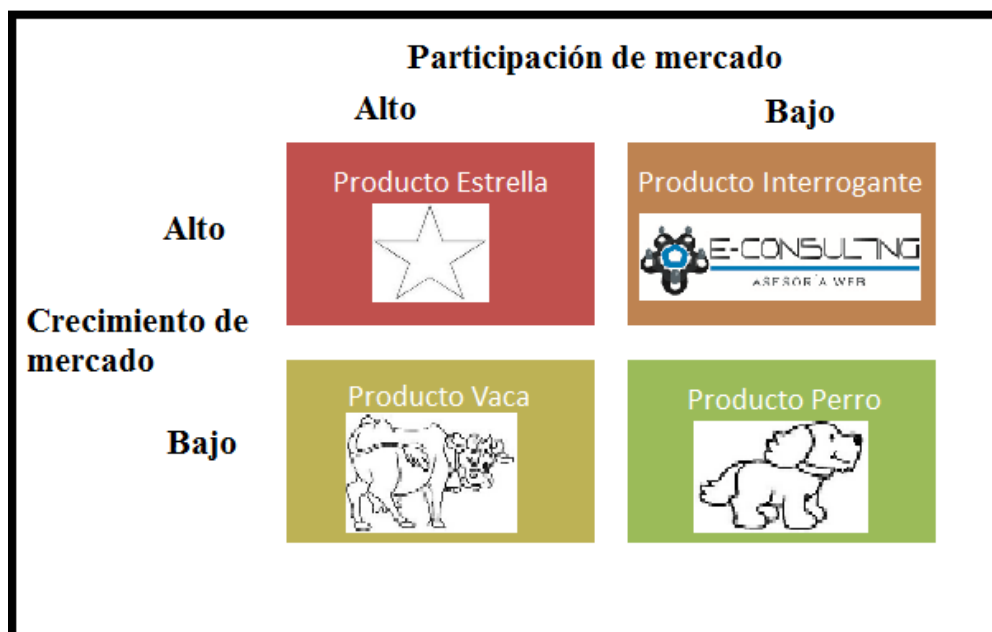 Participación de mercado
Alto
Bajo
Producto Estrella
Producto Interrogante
Alto
E-CONSULTING
ASESORÍA WEB
Crecimiento de
mercado
Producto Vaca
Producto Perro
Bajo